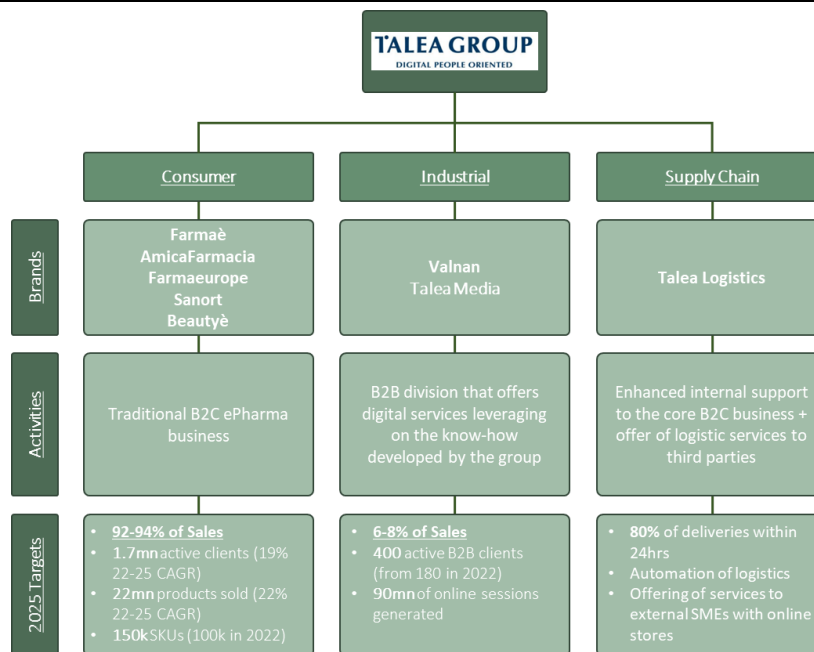 TALEA GROUP
DIGITAL PEOPLE ORIENTED
Consumer
Industrial
Supply Chain
Brands
Farmaè
AmicaFarmacia
Farmaeurope
Sanort
Beautyè
Valnan
Talea Media
Talea Logistics
Activities
Traditional B2C ePharma
business
B2B division that offers
digital services leveraging
on the know-how
developed by the group
Enhanced internal support
to the core B2C business +
offer of logistic services to
third parties
2025 Targets
• 92-94% of Sales
• 1.7mn active clients (19%
22-25 CAGR)
• 22mn products sold (22%
22-25 CAGR)
• 150k SKUs (100k in 2022)
• 6-8% of Sales
• 400 active B2B clients
(from 180 in 2022)
• 90mn of online sessions
generated
• 80% of deliveries within
24hrs
• Automation of logistics
• Offering of services to
external SMEs with online
stores